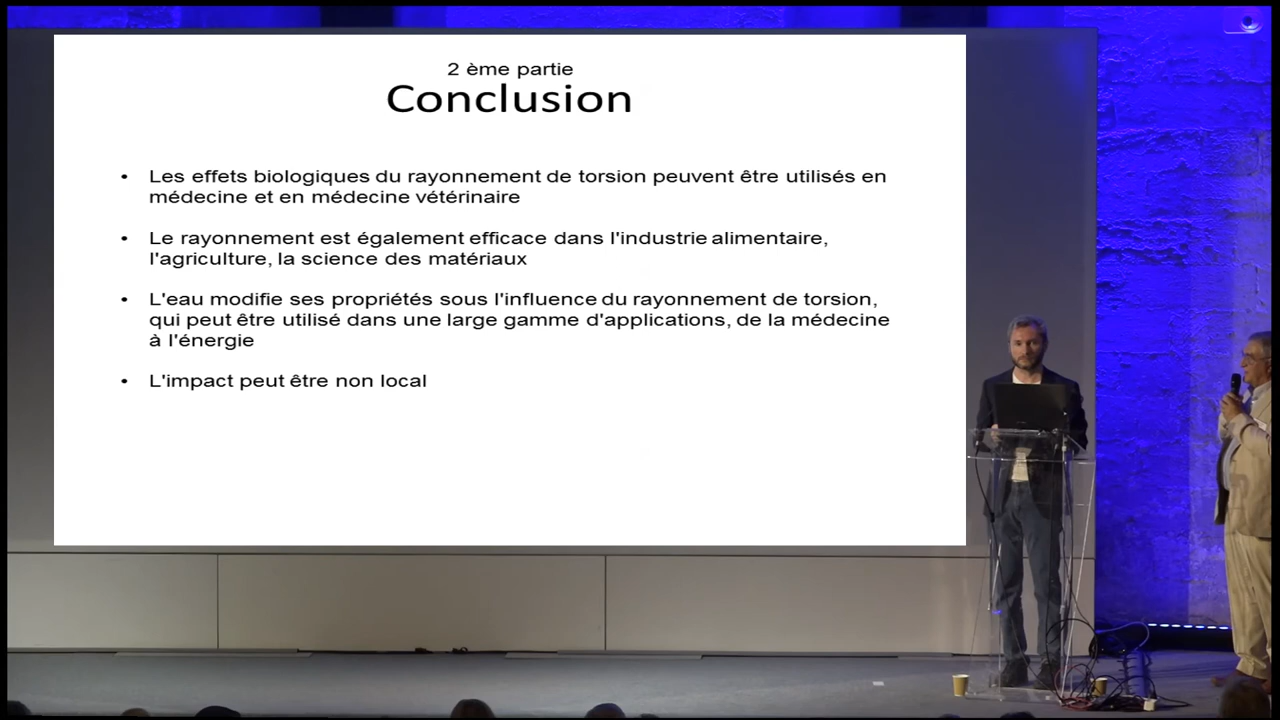 2 ème partie
Conclusion
• Les effets biologiques du rayonnement de torsion peuvent être utilisés en
médecine et en médecine vétérinaire
• Le rayonnement est également efficace dans l'industrie alimentaire,
l'agriculture, la science des matériaux
• L'eau modifie ses propriétés sous l'influence du rayonnement de torsion,
qui peut être utilisé dans une large gamme d'applications, de la médecine
à l'énergie
• L'impact peut être non local